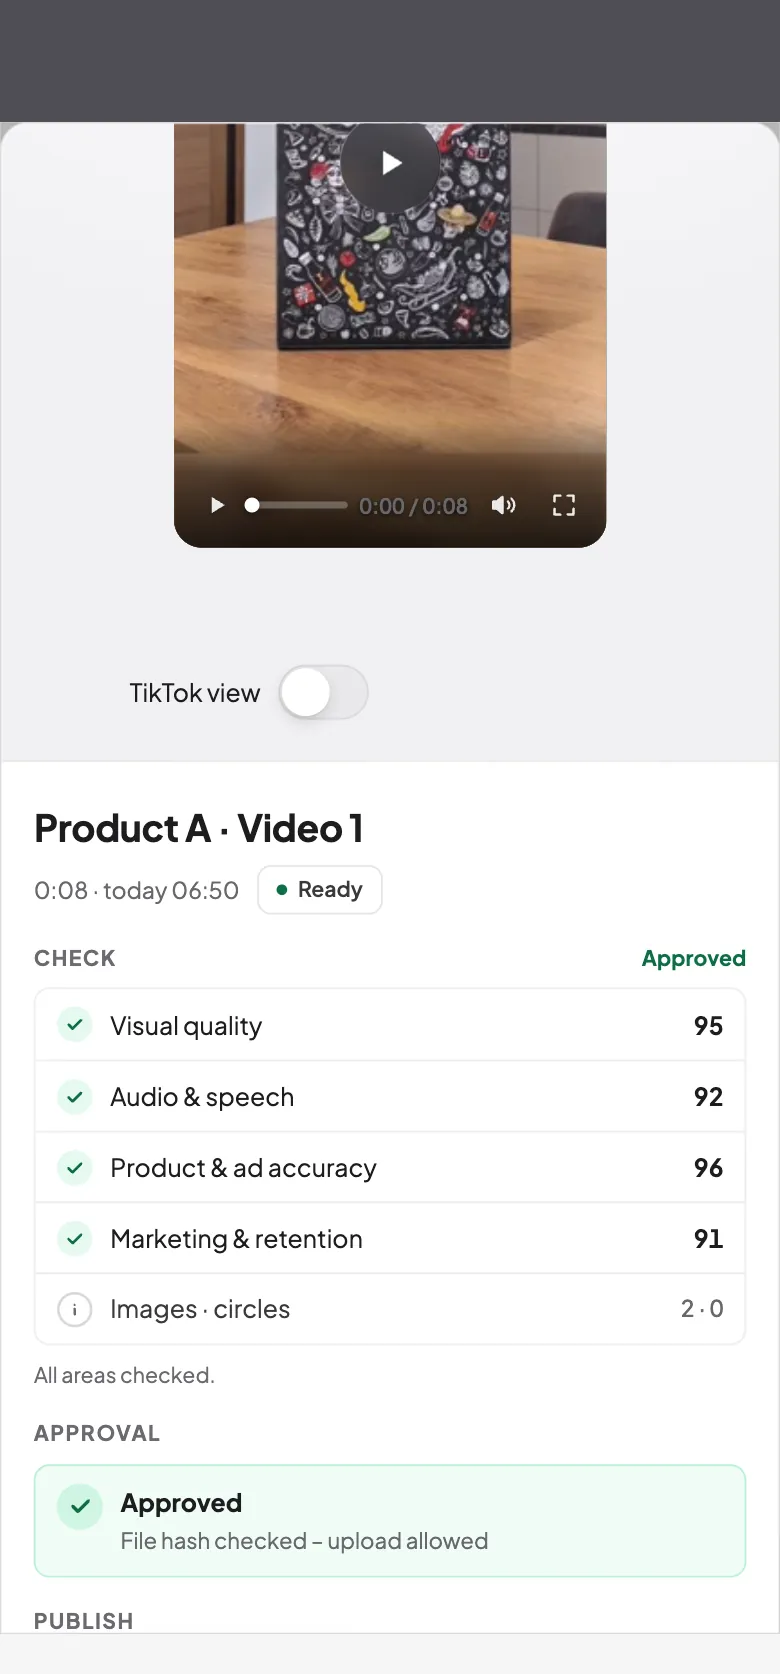 0:00 / 0:08
TikTok view
Product A · Video 1
0:08 · today 06:50
Ready
CHECK
Approved
Visual quality
95
Audio & speech
92
Product & ad accuracy
96
Marketing & retention
91
i
Images · circles
2 · 0
All areas checked.
APPROVAL
Approved
File hash checked – upload allowed
PUBLISH